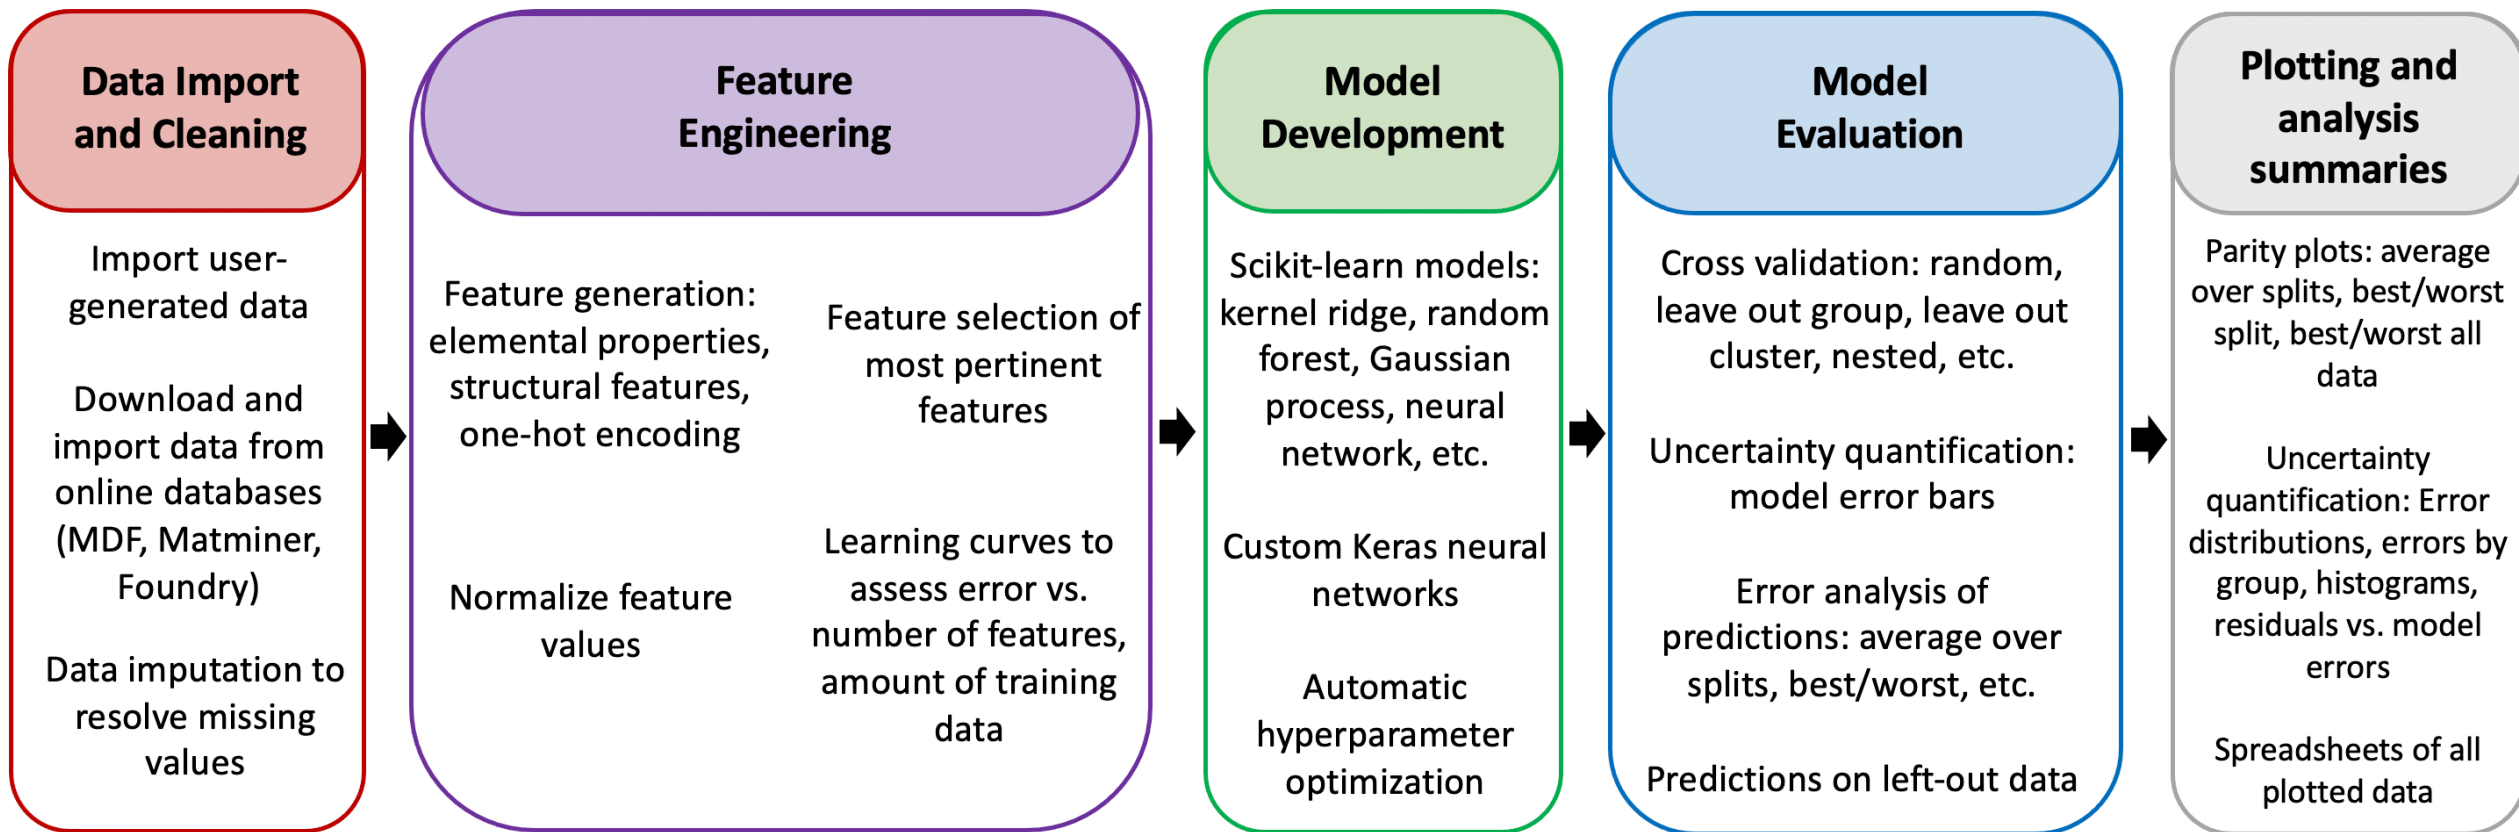 Data Import
and Cleaning
Import user-
generated data
Download and
import data from
online databases
(MDF, Matminer,
Foundry)
Data imputation to
resolve missing
values
Feature
Engineering
Feature generation:
elemental properties,
structural features,
one-hot encoding
Normalize feature
values
Feature selection of
most pertinent
features
Learning curves to
assess error vs.
number of features,
amount of training
data
Model
Development
Scikit-learn models:
kernel ridge, random
forest, Gaussian
process, neural
network, etc.
Custom Keras neural
networks
Automatic
hyperparameter
optimization
Model
Evaluation
Cross validation: random,
leave out group, leave out
cluster, nested, etc.
Uncertainty quantification:
model error bars
Error analysis of
predictions: average over
splits, best/worst, etc.
Predictions on left-out data
Plotting and
analysis
summaries
Parity plots: average
over splits, best/worst
split, best/worst all
data
Uncertainty
quantification: Error
distributions, errors by
group, histograms,
residuals vs. model
errors
Spreadsheets of all
plotted data